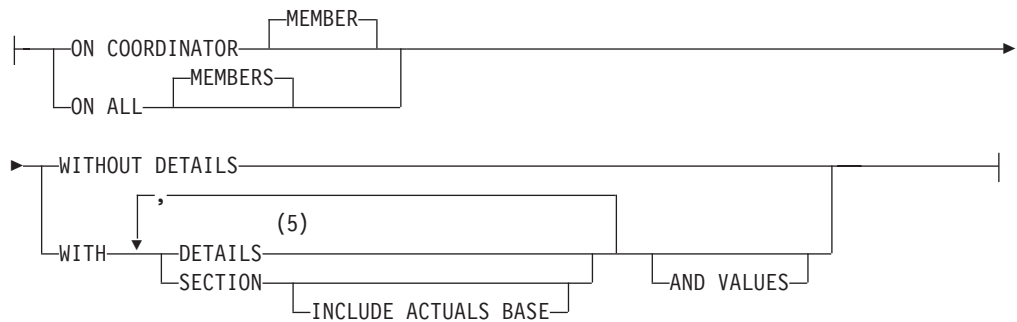 MEMBER
ON COORDINATOR
MEMBERS
ON ALL
WITHOUT DETAILS
,
(5)
WITH DETAILS
SECTION AND VALUES
INCLUDE ACTUALS BASE